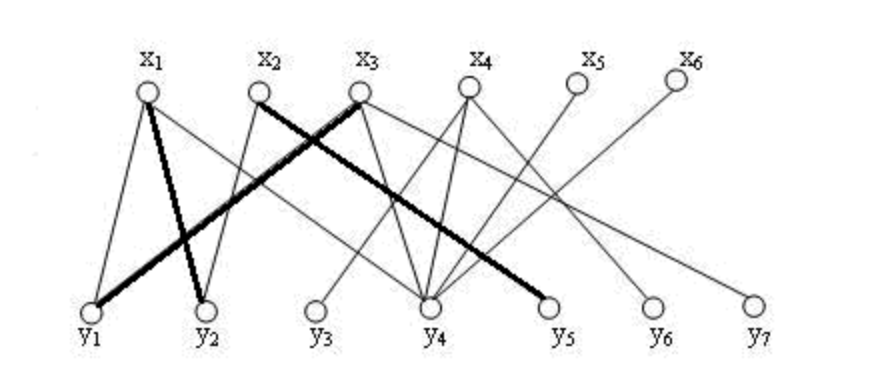 x₁ x₂ x₃ x₄ x₅ x₆
y₁ y₂ y₃ y₄ y₅ y₆ y₇